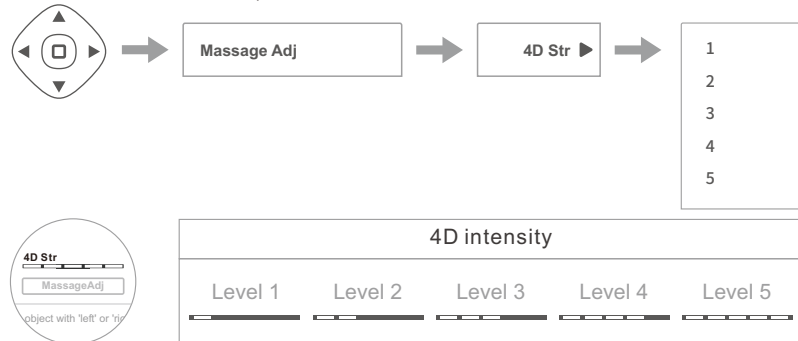 Massage Adj
4D Str
1
2
3
4
5
4D Str
MassageAdj
object with 'left' or
4D intensity
Level 1 Level 2 Level 3 Level 4 Level 5